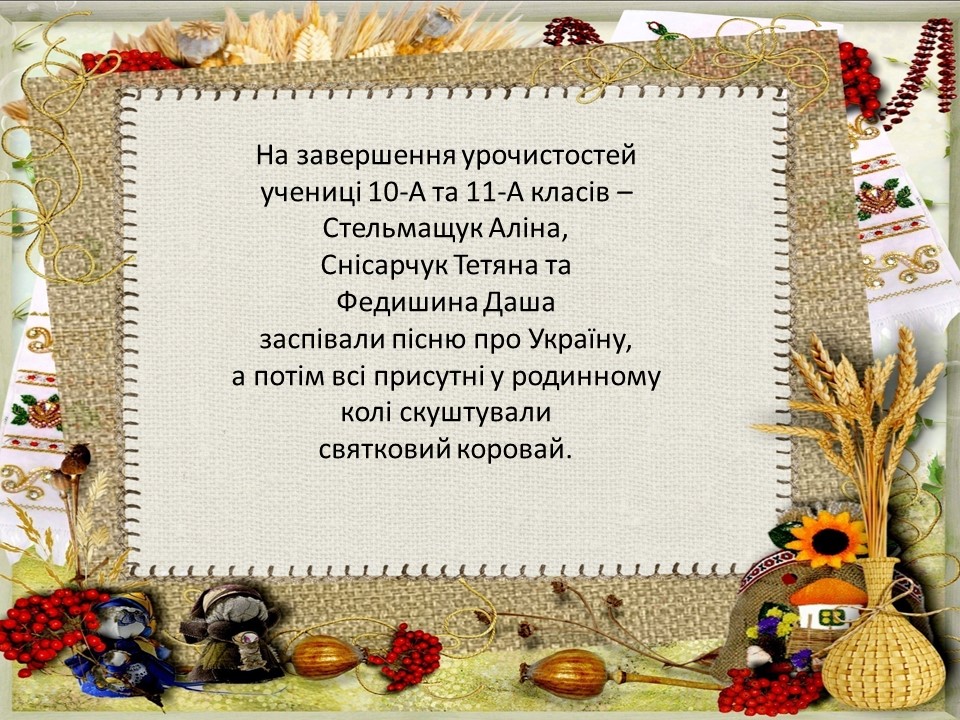 На завершення урочистостей
учениці 10-А та 11-А класів –
Стельмащук Аліна,
Снісарчук Тетяна та
Федишина Даша
заспівали пісню про Україну,
а потім всі присутні у родинному
колі скуштували
святковий коровай.